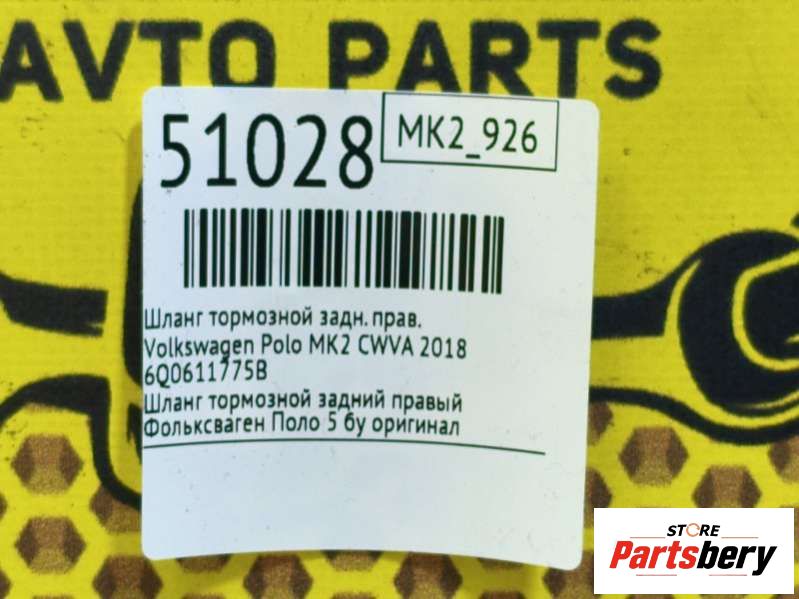 AVTO PARTS
51028
MK2_926
Шланг тормозной задн. прав.
Volkswagen Polo MK2 CWVA 2018
6Q0611775B
Шланг тормозной задний правый
Фольксваген Поло 5 бу оригинал
STORE
Partsbery